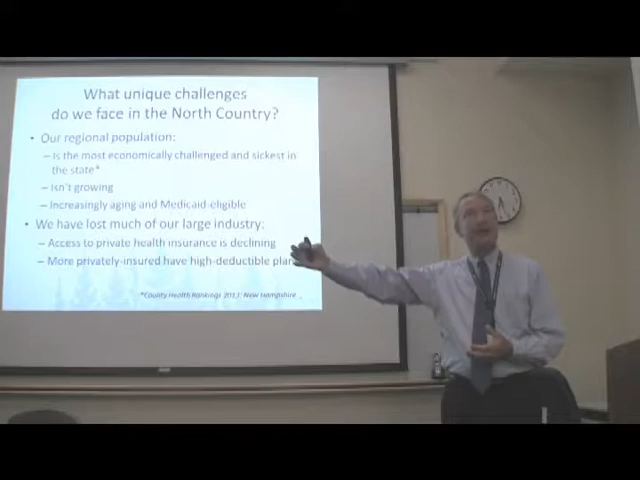 What unique challenges
do we face in the North Country?
• Our regional population:
– Is the most economically challenged and sickest in
the state*
– Isn't growing
– Increasingly aging and Medicaid-eligible
• We have lost much of our large industry:
– Access to private health insurance is declining
– More privately-insured have high-deductible plans
*County Health Rankings 2013; New Hampshire